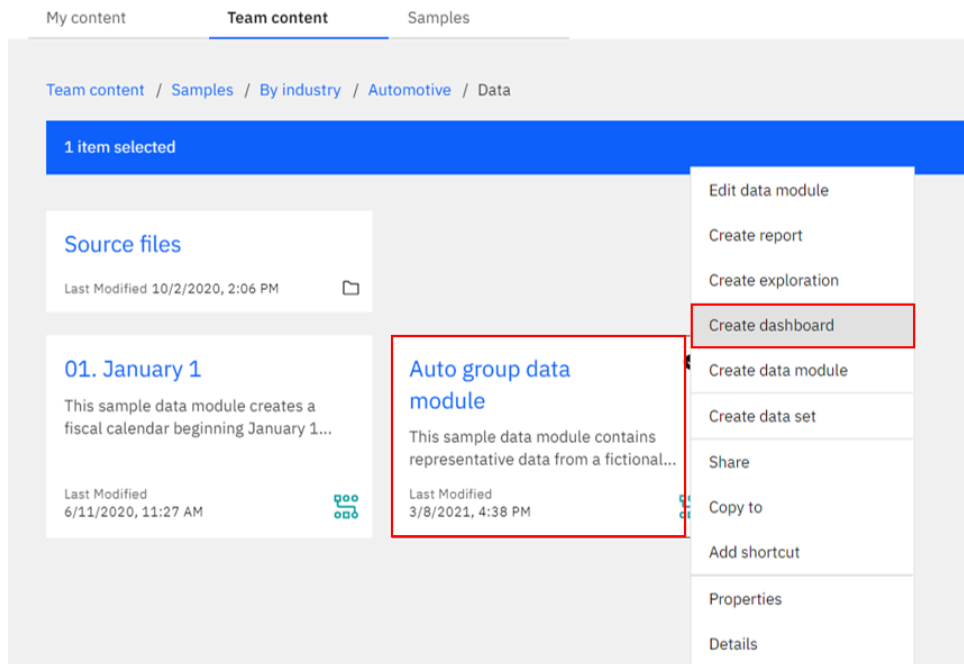 My content
Team content
Samples
Team content / Samples / By industry / Automotive / Data
1 item selected
Source files
Last Modified 10/2/2020, 2:06 PM
01. January 1
This sample data module creates a
fiscal calendar beginning January 1...
Last Modified
6/11/2020, 11:27 AM
Auto group data
module
This sample data module contains
representative data from a fictional...
Last Modified
3/8/2021, 4:38 PM
Edit data module
Create report
Create exploration
Create dashboard
Create data module
Create data set
Share
Copy to
Add shortcut
Properties
Details